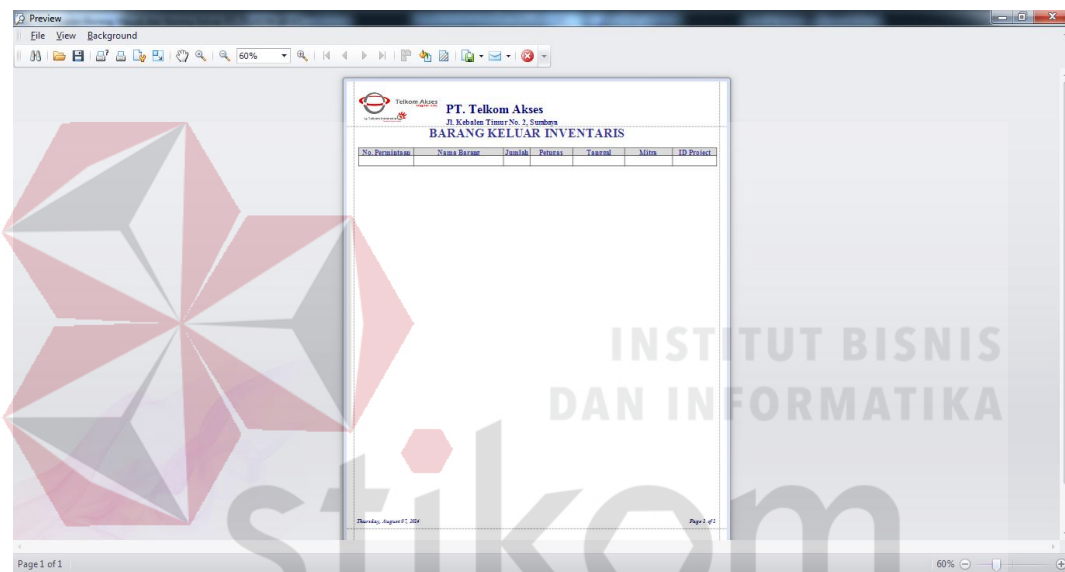 Preview
File View Background
60%
Telkom Akses
PT. Telkom Akses
Jl. Kebalen Timur No. 2, Surabaya
BARANG KELUAR INVENTARIS
No. Permintaan Nama Barang Jumlah Petugas Tanggal Mitra ID Project
INSTITUT BISNIS
DAN INFORMATIKA
stikom
Thursday, August 07, 2014
Page 1 of 1
Page 1 of 1
60%